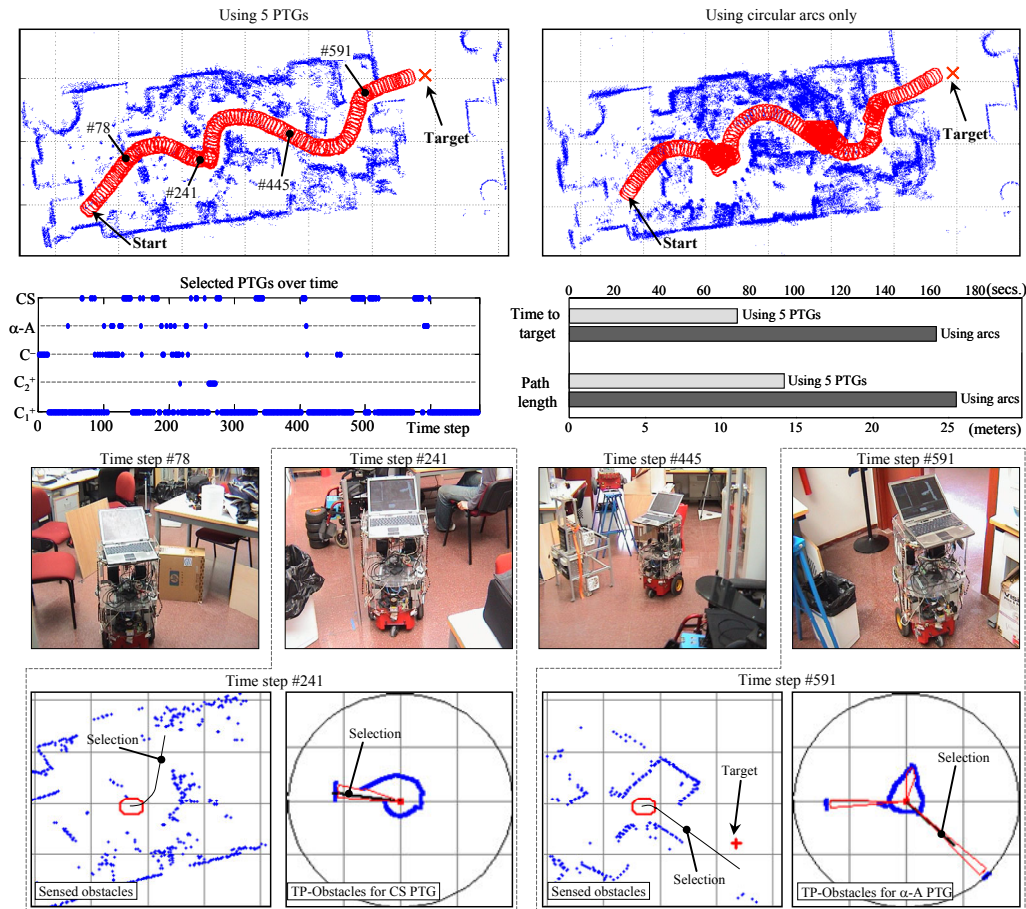 Using 5 PTGs
Using circular arcs only
#591
#78
#241
#445
Target
Start
Target
Start
Selected PTGs over time
CS
α-A
C⁻
C₂⁺
C₁⁺
0 100 200 300 400 500 Time step
0 20 40 60 80 100 120 140 160 180(secs.)
Time to target
Using 5 PTGs
Using arcs
Path length
Using 5 PTGs
Using arcs
0 5 10 15 20 25 (meters)
Time step #78
Time step #241
Time step #445
Time step #591
Time step #241
Selection
Sensed obstacles
Selection
TP-Obstacles for CS PTG
Time step #591
Target
Selection
Sensed obstacles
Selection
TP-Obstacles for α-A PTG